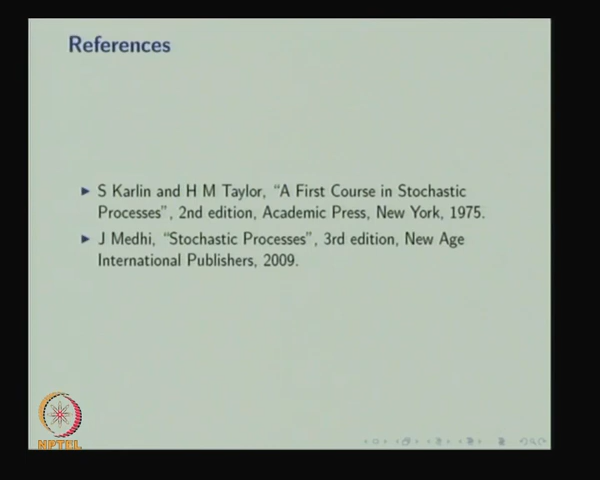 References
S Karlin and H M Taylor, “A First Course in Stochastic
Processes”, 2nd edition, Academic Press, New York, 1975.
J Medhi, “Stochastic Processes”, 3rd edition, New Age
International Publishers, 2009.
NPTEL